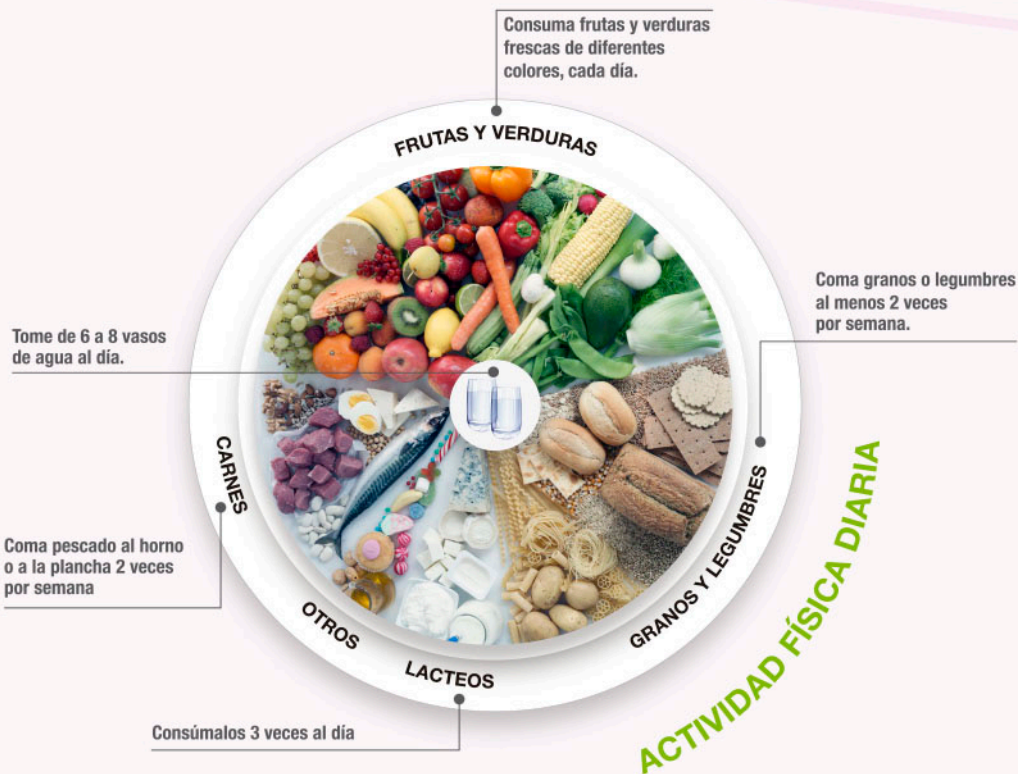 Consuma frutas y verduras
frescas de diferentes
colores, cada día.
FRUTAS Y VERDURAS
Coma granos o legumbres
al menos 2 veces
por semana.
Tome de 6 a 8 vasos
de agua al día.
CARNES
Coma pescado al horno
o a la plancha 2 veces
por semana
OTROS
LACTEOS
GRANOS Y LEGUMBRES
ACTIVIDAD FÍSICA DIARIA
Consúmalos 3 veces al día